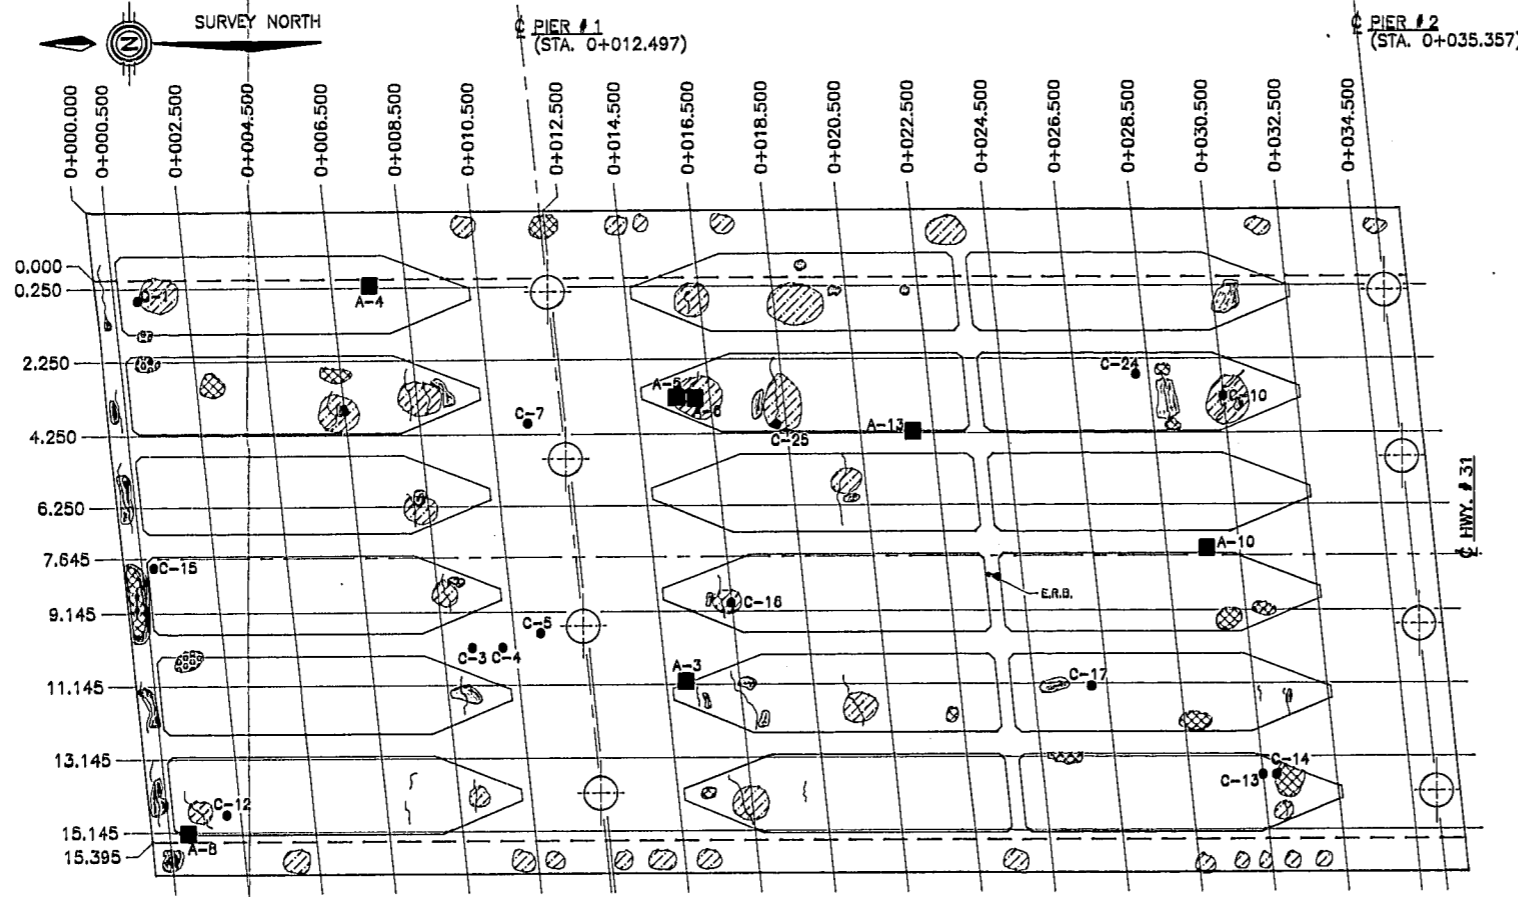 SURVEY NORTH
N
℄ PIER #1
(STA. 0+012.497)
℄ PIER #2
(STA. 0+035.357)
0+000.000
0+000.500
0+002.500
0+004.500
0+006.500
0+008.500
0+010.500
0+012.500
0+014.500
0+016.500
0+018.500
0+020.500
0+022.500
0+024.500
0+026.500
0+028.500
0+030.500
0+032.500
0+034.500
0.000
0.250
C-1
A-4
2.250
C-24
A-5
A-6
C-10
C-7
A-13
C-25
4.250
℄ HWY. #31
6.250
A-10
7.645
C-15
E.R.B.
C-16
9.145
C-5
C-3
C-4
A-3
C-17
11.145
13.145
C-14
C-13
C-12
15.145
A-8
15.395